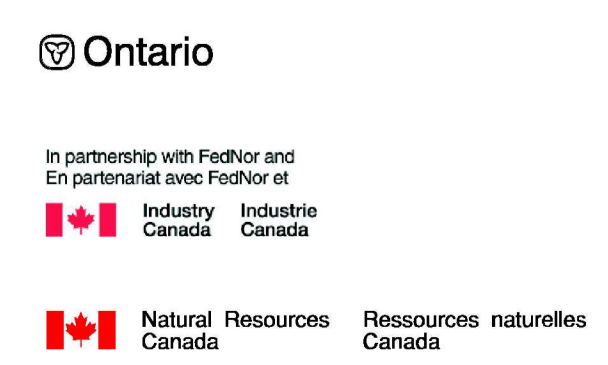 Ontario
In partnership with FedNor and
En partenariat avec FedNor et
Industry Industrie
Canada Canada
Natural Resources Ressources naturelles
Canada Canada